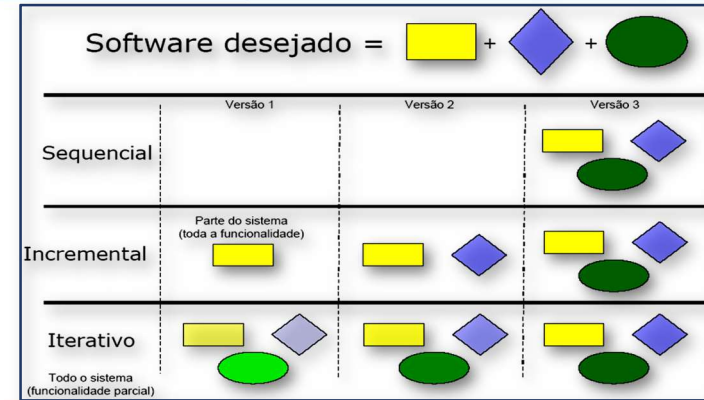 Software desejado = + +
Versão 1 Versão 2 Versão 3
Sequencial
Parte do sistema
(toda a funcionalidade)
Incremental
Iterativo
Todo o sistema
(funcionalidade parcial)